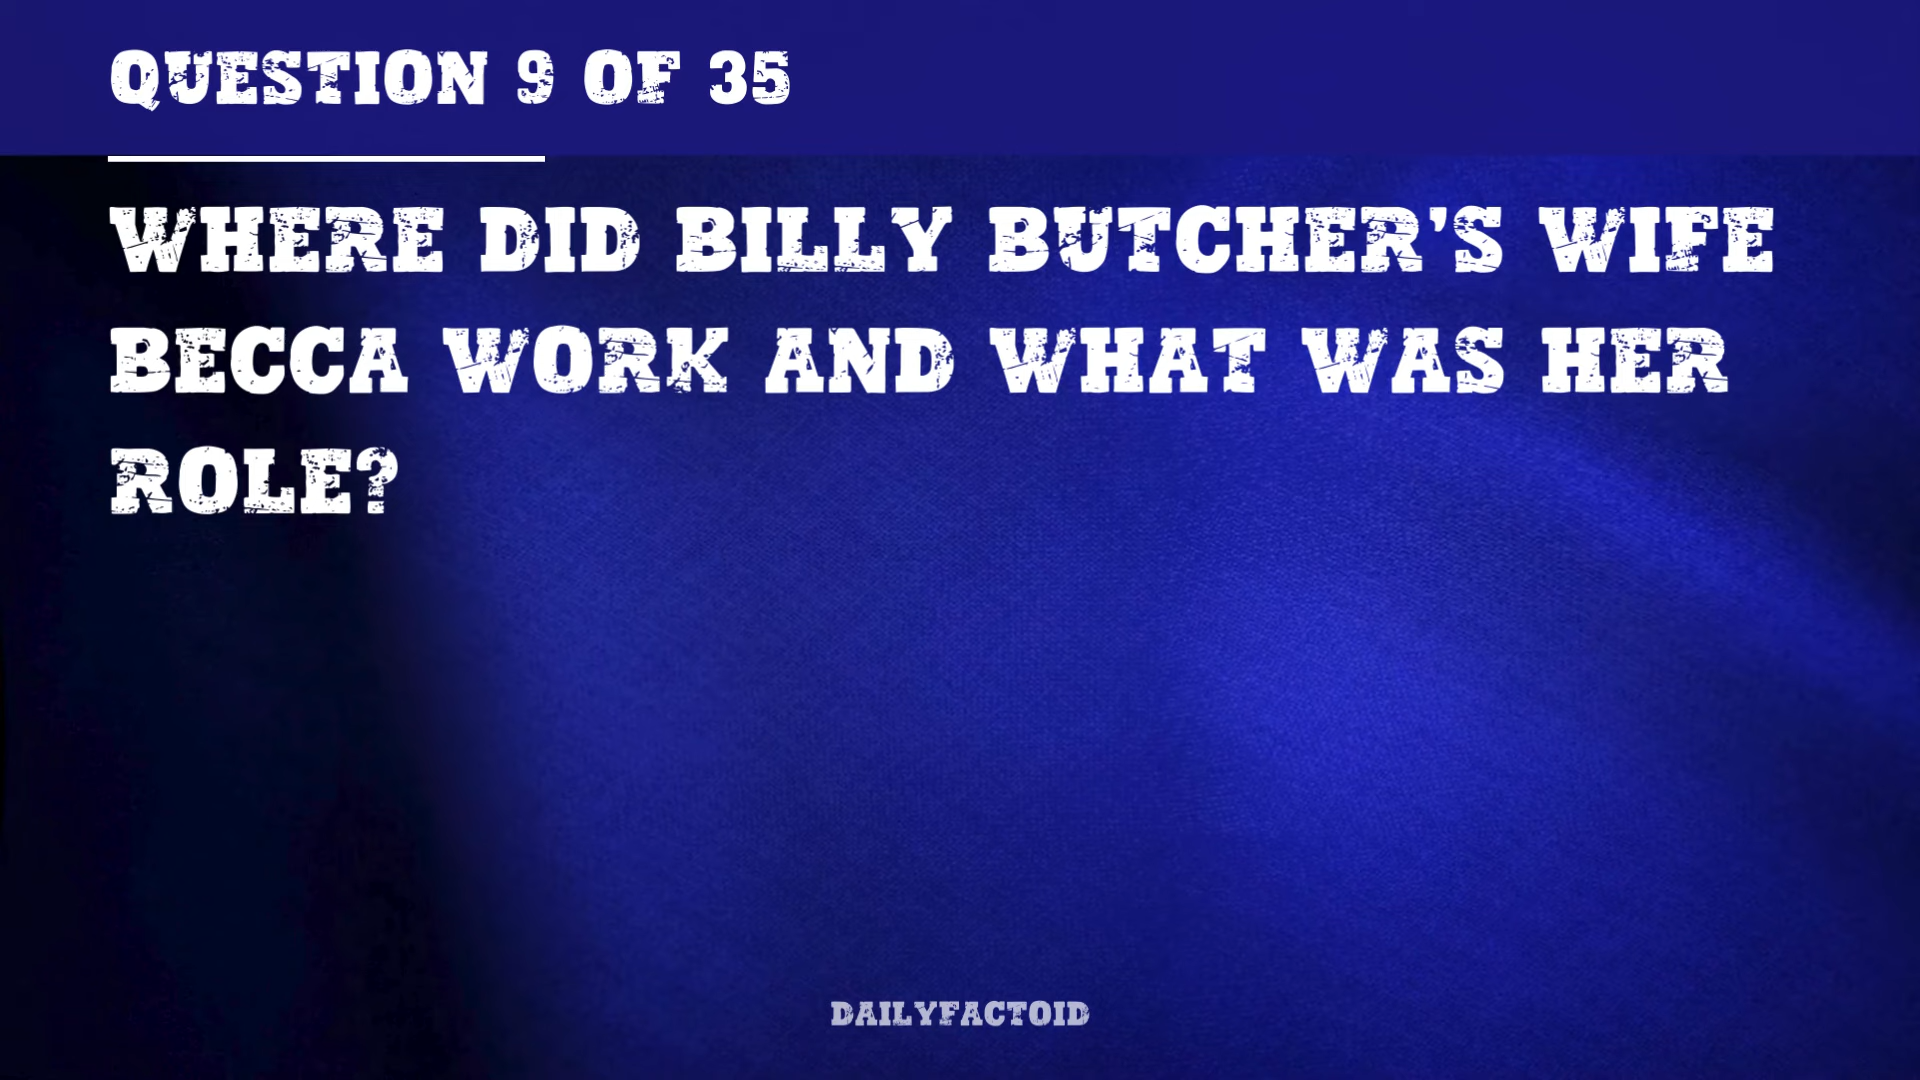 QUESTION 9 OF 35
WHERE DID BILLY BUTCHER'S WIFE
BECCA WORK AND WHAT WAS HER
ROLE?
DAILYFACTOID